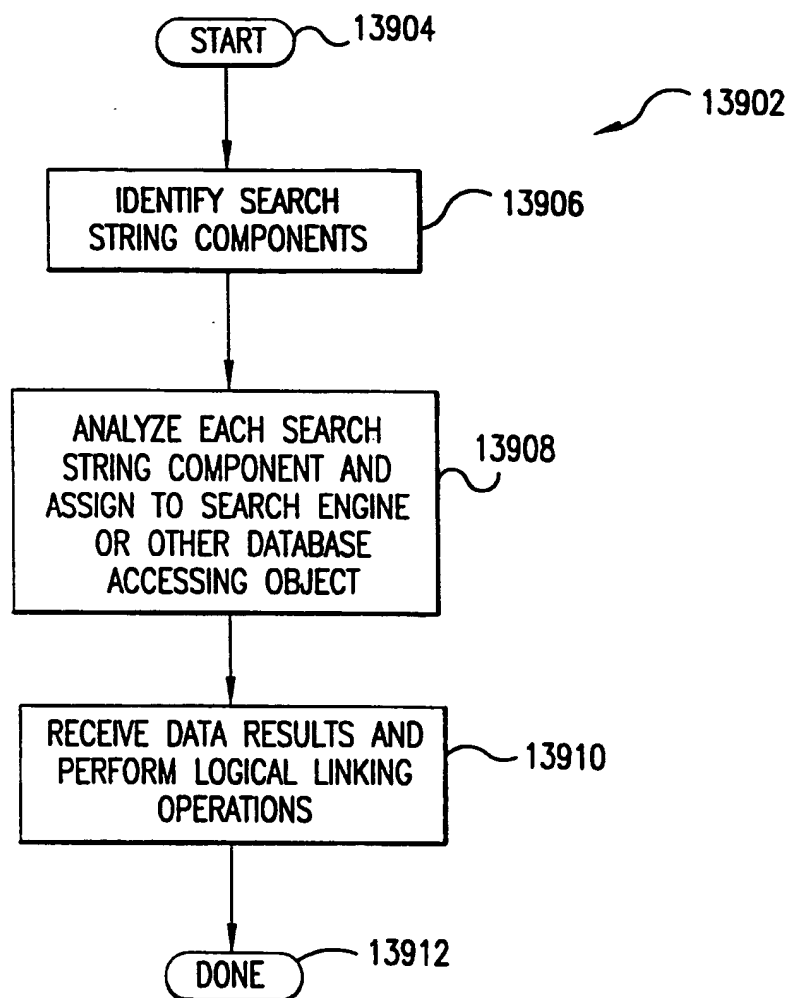 START
13904
13902
IDENTIFY SEARCH
STRING COMPONENTS
13906
ANALYZE EACH SEARCH
STRING COMPONENT AND
ASSIGN TO SEARCH ENGINE
OR OTHER DATABASE
ACCESSING OBJECT
13908
RECEIVE DATA RESULTS AND
PERFORM LOGICAL LINKING
OPERATIONS
13910
DONE
13912